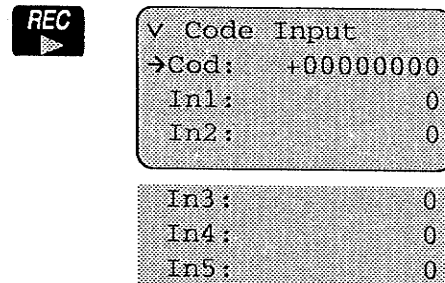 REC
v Code Input
→Cod: +00000000
In1: 0
In2: 0
In3: 0
In4: 0
In5: 0